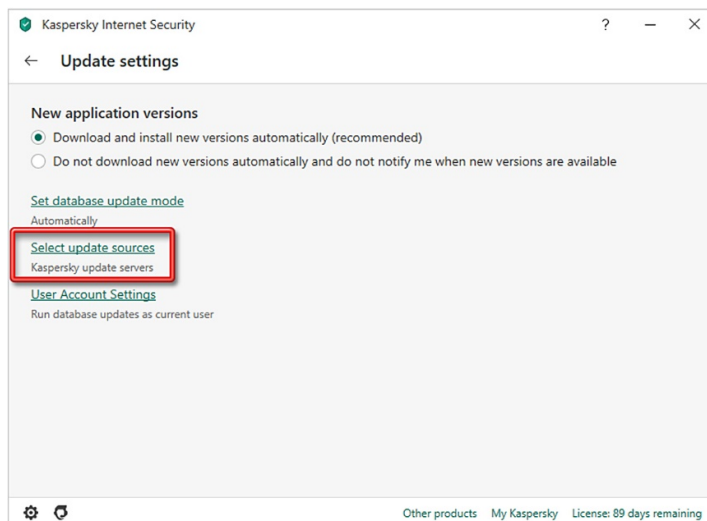 Kaspersky Internet Security
?
Update settings
New application versions
Download and install new versions automatically (recommended)
Do not download new versions automatically and do not notify me when new versions are available
Set database update mode
Automatically
Select update sources
Kaspersky update servers
User Account Settings
Run database updates as current user
Other products My Kaspersky License: 89 days remaining